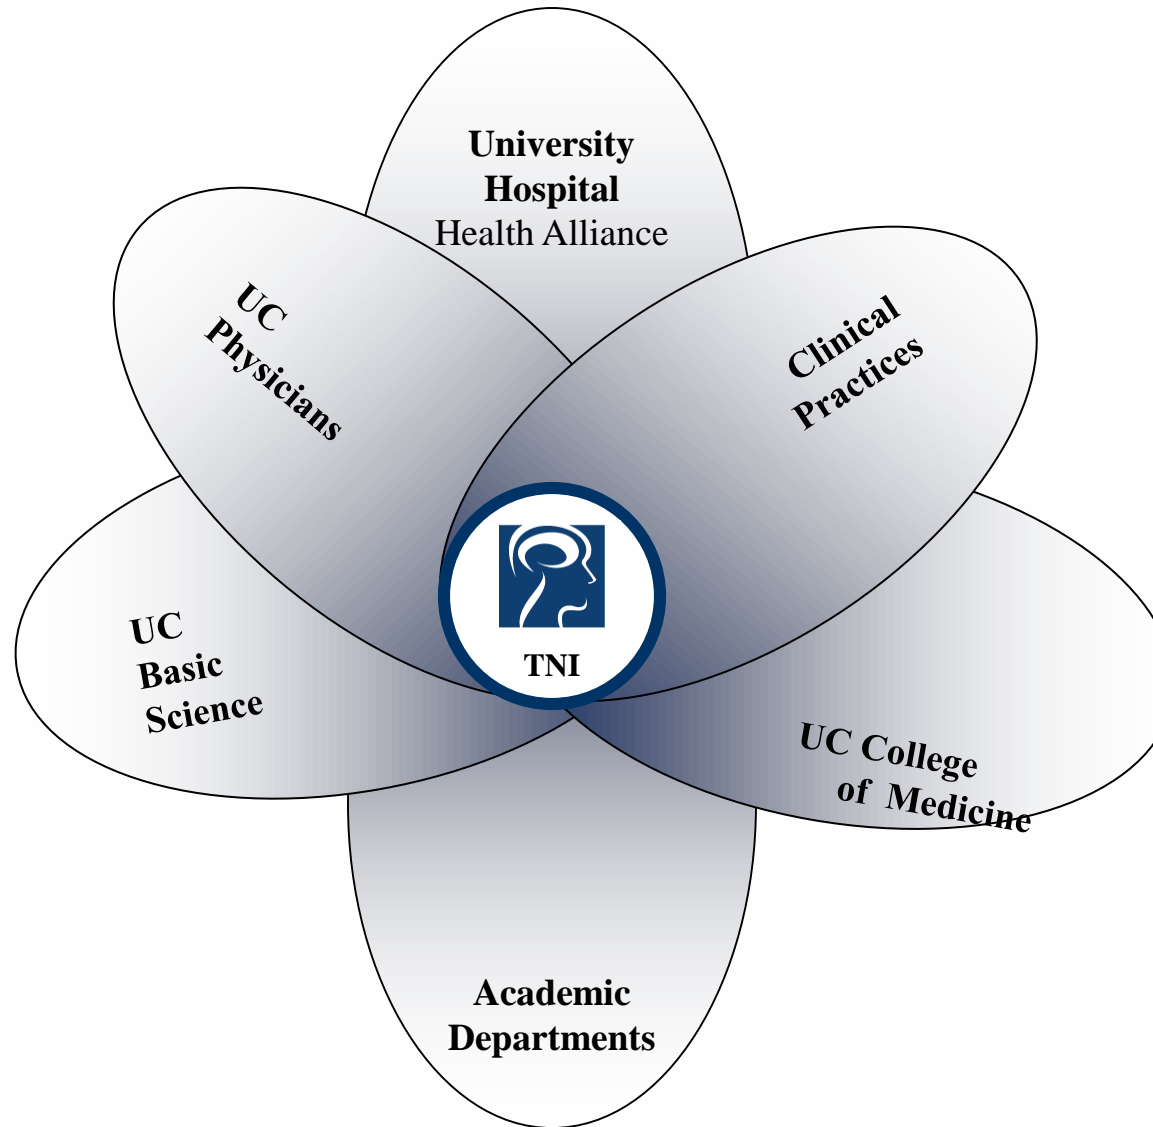 University
Hospital
Health Alliance
UC
Physicians
Clinical
Practices
TNI
UC
Basic
Science
UC College
of Medicine
Academic
Departments